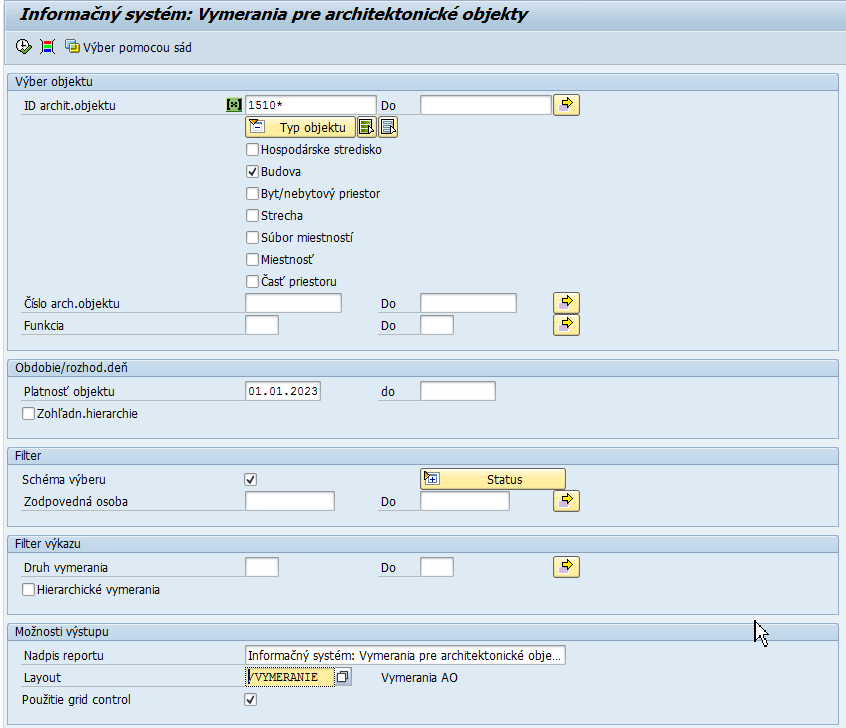 Informačný systém: Vymerania pre architektonické objekty
Výber pomocou sád
Výber objektu
ID archit.objektu 1510* Do
Typ objektu
Hospodárske stredisko
Budova
Byt/nebytový priestor
Strecha
Súbor miestností
Miestnosť
Časť priestoru
Číslo arch.objektu Do
Funkcia Do
Obdobie/rozhod.deň
Platnosť objektu 01.01.2023 do
Zohľadn.hierarchie
Filter
Schéma výberu Status
Zodpovedná osoba Do
Filter výkazu
Druh vymerania Do
Hierarchické vymerania
Možnosti výstupu
Nadpis reportu Informačný systém: Vymerania pre architektonické obje...
Layout /VYMERANIE Vymerania AO
Použitie grid control